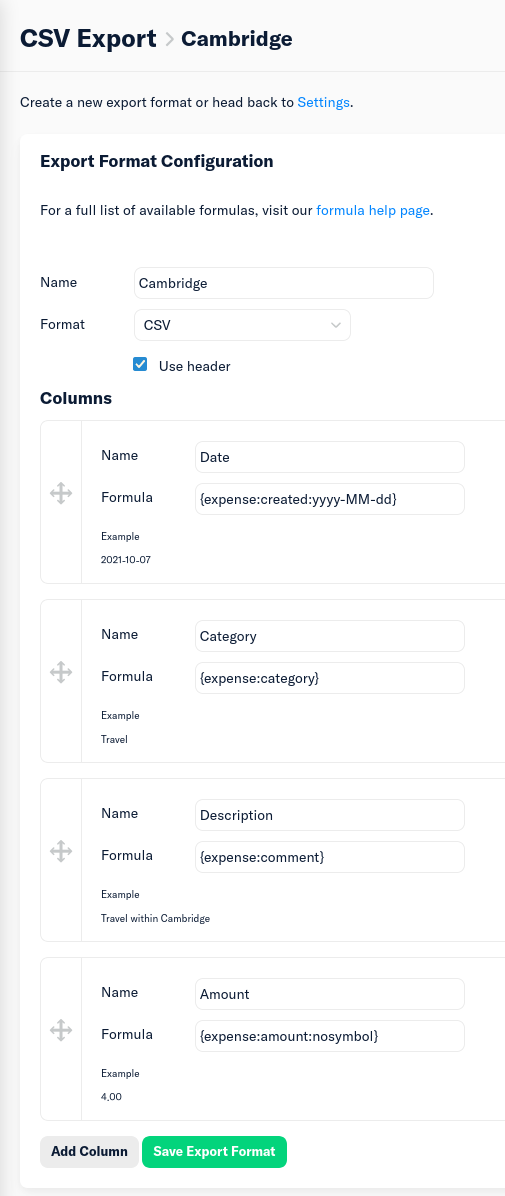 CSV Export > Cambridge
Create a new export format or head back to Settings.
Export Format Configuration
For a full list of available formulas, visit our formula help page.
Name Cambridge
Format CSV
Use header
Columns
Name Date
Formula {expense:created:yyyy-MM-dd}
Example
2021-10-07
Name Category
Formula {expense:category}
Example
Travel
Name Description
Formula {expense:comment}
Example
Travel within Cambridge
Name Amount
Formula {expense:amount:nosymbol}
Example
4.00
Add Column Save Export Format